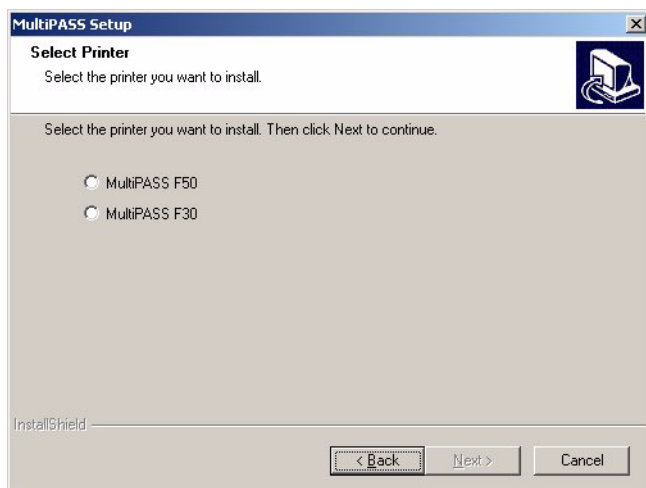 MultiPASS Setup
Select Printer
Select the printer you want to install.
Select the printer you want to install. Then click Next to continue.
MultiPASS F50
MultiPASS F30
InstallShield
< Back
Next >
Cancel